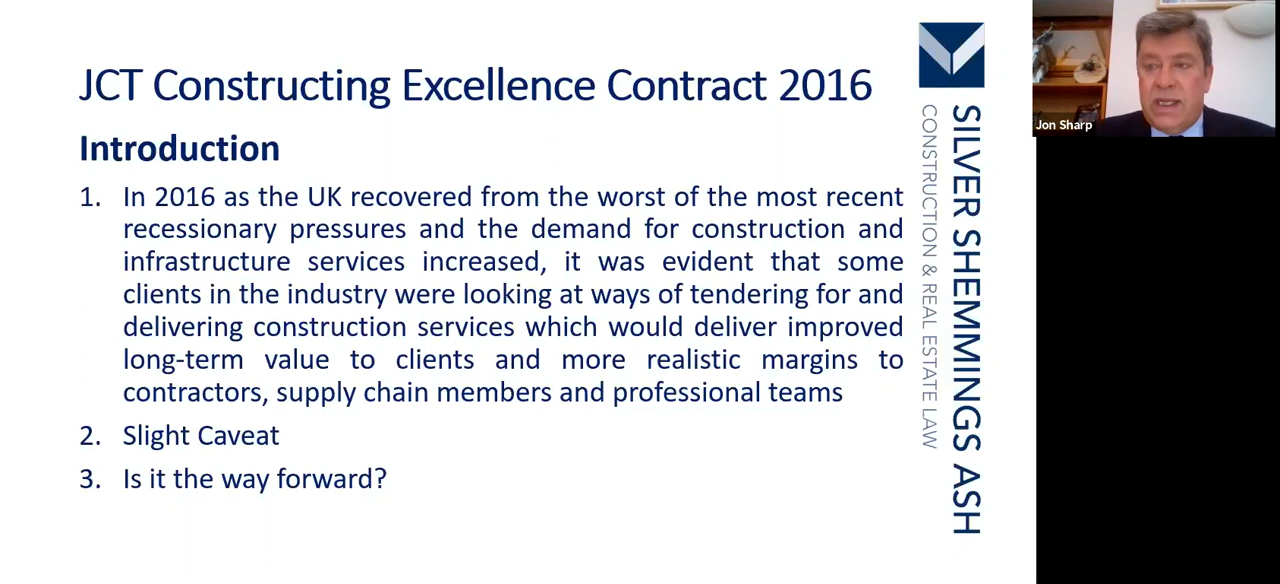 JCT Constructing Excellence Contract 2016
Introduction
1. In 2016 as the UK recovered from the worst of the most recent
recessionary pressures and the demand for construction and
infrastructure services increased, it was evident that some
clients in the industry were looking at ways of tendering for and
delivering construction services which would deliver improved
long-term value to clients and more realistic margins to
contractors, supply chain members and professional teams
2. Slight Caveat
3. Is it the way forward?
SILVER SHEMMINGS ASH
CONSTRUCTION & REAL ESTATE LAW
Jon Sharp